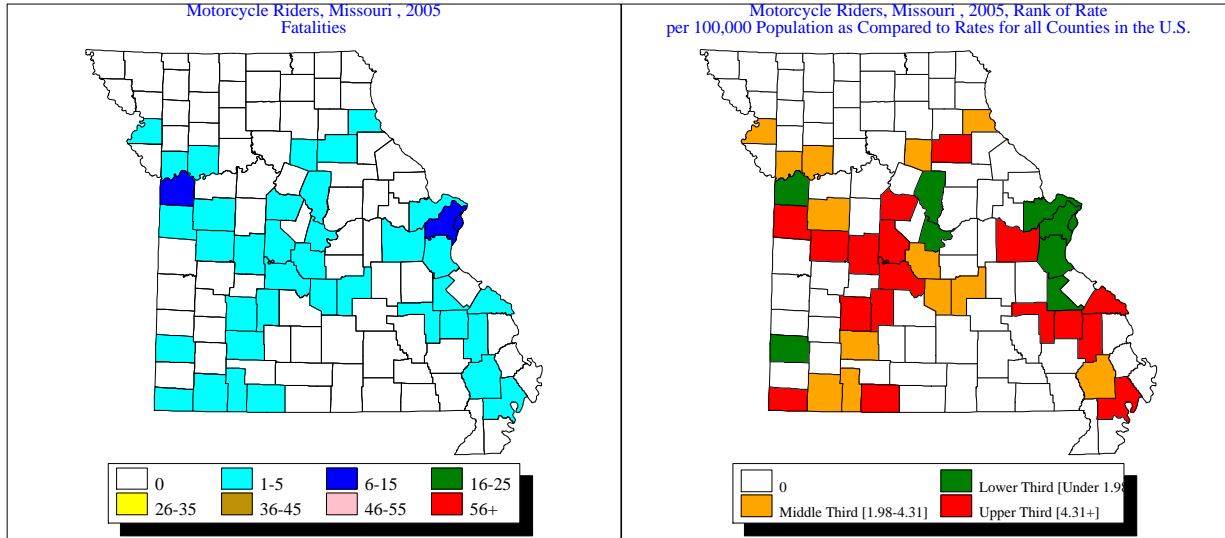 Motorcycle Riders, Missouri , 2005
Fatalities
0
1-5
6-15
16-25
26-35
36-45
46-55
56+
Motorcycle Riders, Missouri , 2005, Rank of Rate
per 100,000 Population as Compared to Rates for all Counties in the U.S.
0
Lower Third [Under 1.98
Middle Third [1.98-4.31]
Upper Third [4.31+]